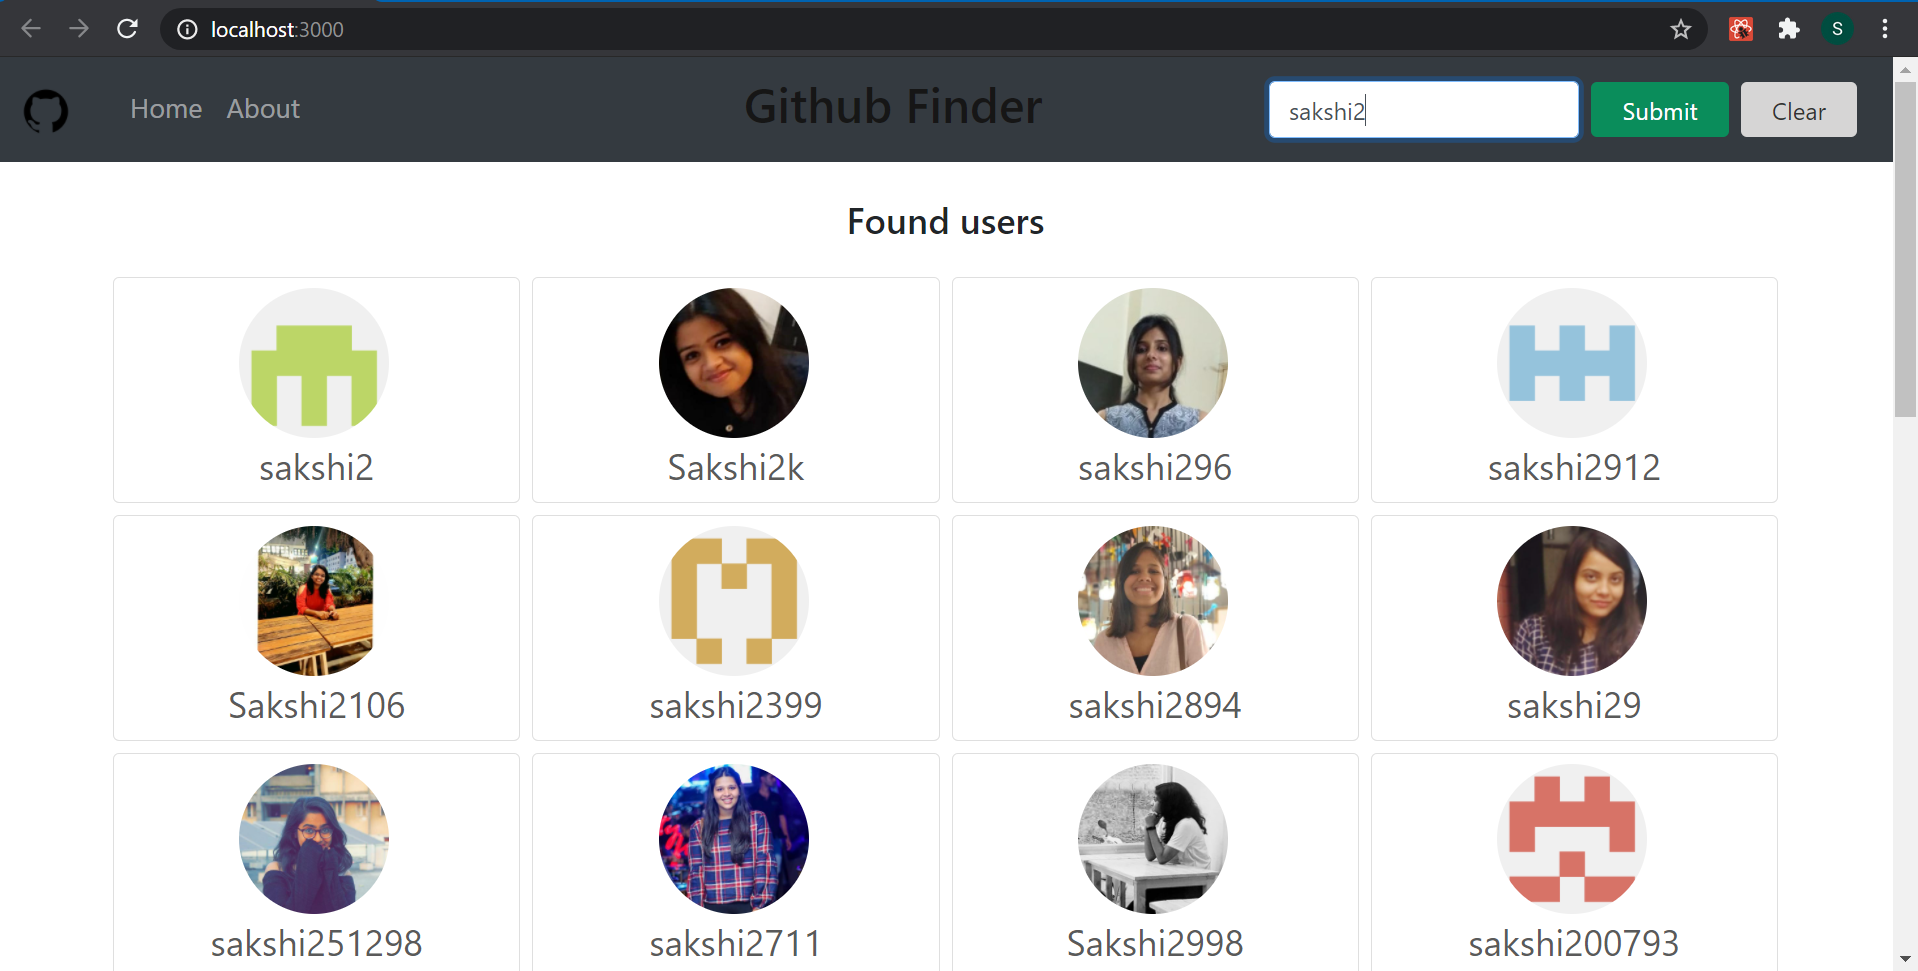 localhost:3000
S
Home About Github Finder sakshi2 Submit Clear
Found users
sakshi2 Sakshi2k sakshi296 sakshi2912
Sakshi2106 sakshi2399 sakshi2894 sakshi29
sakshi251298 sakshi2711 Sakshi2998 sakshi200793